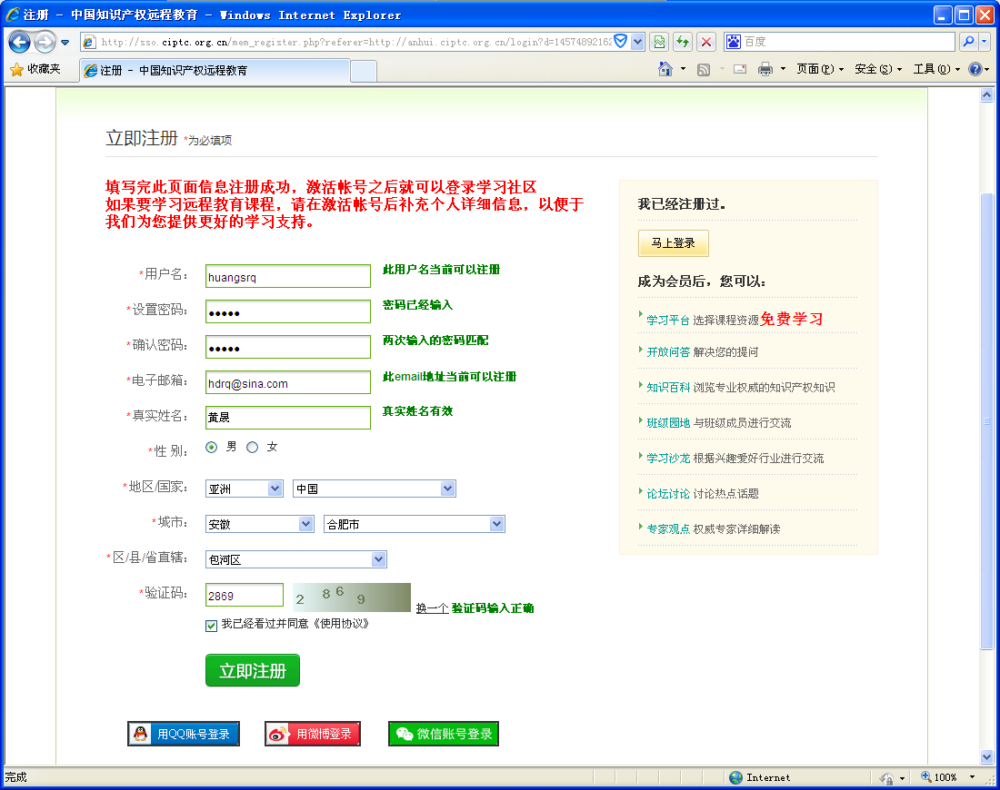 注册 - 中国知识产权远程教育 - Windows Internet Explorer
http://sso.ciptc.org.cn/mem_register.php?referer=http://anhui.ciptc.org.cn/login?d=14574892162
百度
收藏夹
注册 - 中国知识产权远程教育
页面(P) 安全(S) 工具(O)
立即注册 *为必填项
填写完此页面信息注册成功，激活帐号之后就可以登录学习社区
如果要学习远程教育课程，请在激活帐号后补充个人详细信息，以便于
我们为您提供更好的学习支持。
*用户名： huangsrq 此用户名当前可以注册
*设置密码： ●●●●● 密码已经输入
*确认密码： ●●●●● 两次输入的密码匹配
*电子邮箱： hdrq@sina.com 此email地址当前可以注册
*真实姓名： 黄晟 真实姓名有效
*性 别： 男 女
*地区/国家： 亚洲 中国
*城市： 安徽 合肥市
*区/县/省直辖： 包河区
*验证码： 2869 2869 换一个 验证码输入正确
我已经看过并同意《使用协议》
立即注册
用QQ账号登录 用微博登录 微信账号登录
我已经注册过。
马上登录
成为会员后，您可以：
学习平台 选择课程资源免费学习
开放问答 解决您的提问
知识百科 浏览专业权威的知识产权知识
班级园地 与班级成员进行交流
学习沙龙 根据兴趣爱好行业进行交流
论坛讨论 讨论热点话题
专家观点 权威专家详细解读
完成 Internet 100%